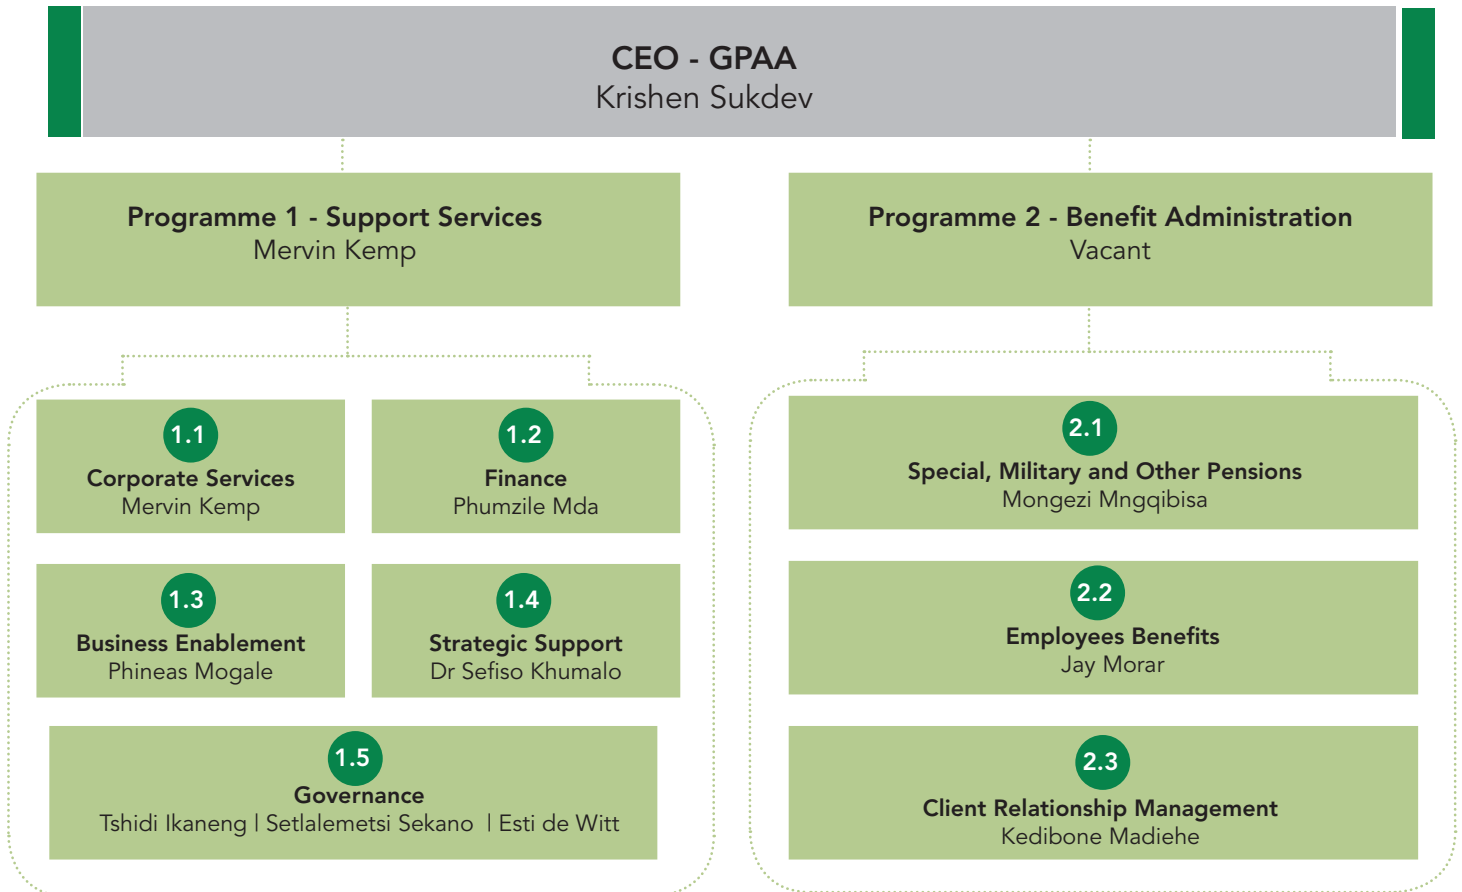 CEO - GPAA
Krishen Sukdev
Programme 1 - Support Services
Mervin Kemp
Programme 2 - Benefit Administration
Vacant
1.1
Corporate Services
Mervin Kemp
1.2
Finance
Phumzile Mda
1.3
Business Enablement
Phineas Mogale
1.4
Strategic Support
Dr Sefiso Khumalo
1.5
Governance
Tshidi Ikaneng | Setlalemetsi Sekano | Esti de Witt
2.1
Special, Military and Other Pensions
Mongezi Mngqibisa
2.2
Employees Benefits
Jay Morar
2.3
Client Relationship Management
Kedibone Madiehe